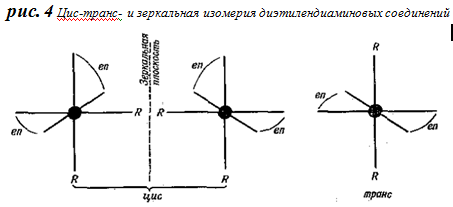 рис. 4 Цис-транс- и зеркальная изомерия диэтилендиаминовых соединений
R
en
en
Зеркальная
плоскость
en
en
en
en
R
R
R
R
R
цис
транс